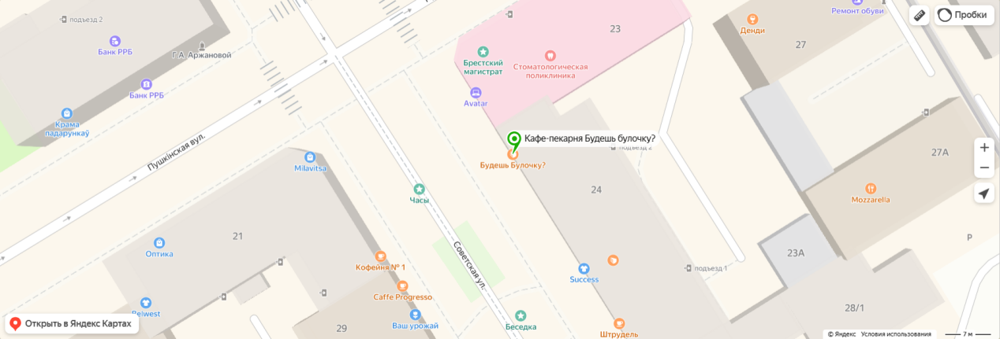 подъезд 2
Банк РРБ
Г.А. Аржановой
Банк РРБ
Крама
падарункаў
Пушкінская вул.
Milavitsa
23
Брестский
магистрат
Стоматологическая
поликлиника
Avatar
Денди
Ремонт обуви
27
Пробки
Кафе-пекарня Будешь булочку?
Будешь Булочку?
подъезд 2
24
27А
Mozzarella
Часы
21
Оптика
Советская ул.
Кофейня № 1
Caffe Progresso
Ваш урожай
29
Success
подъезд 1
23А
P
28/1
Штрудель
Беседка
Открыть в Яндекс Картах
© Яндекс Условия использования
7 м